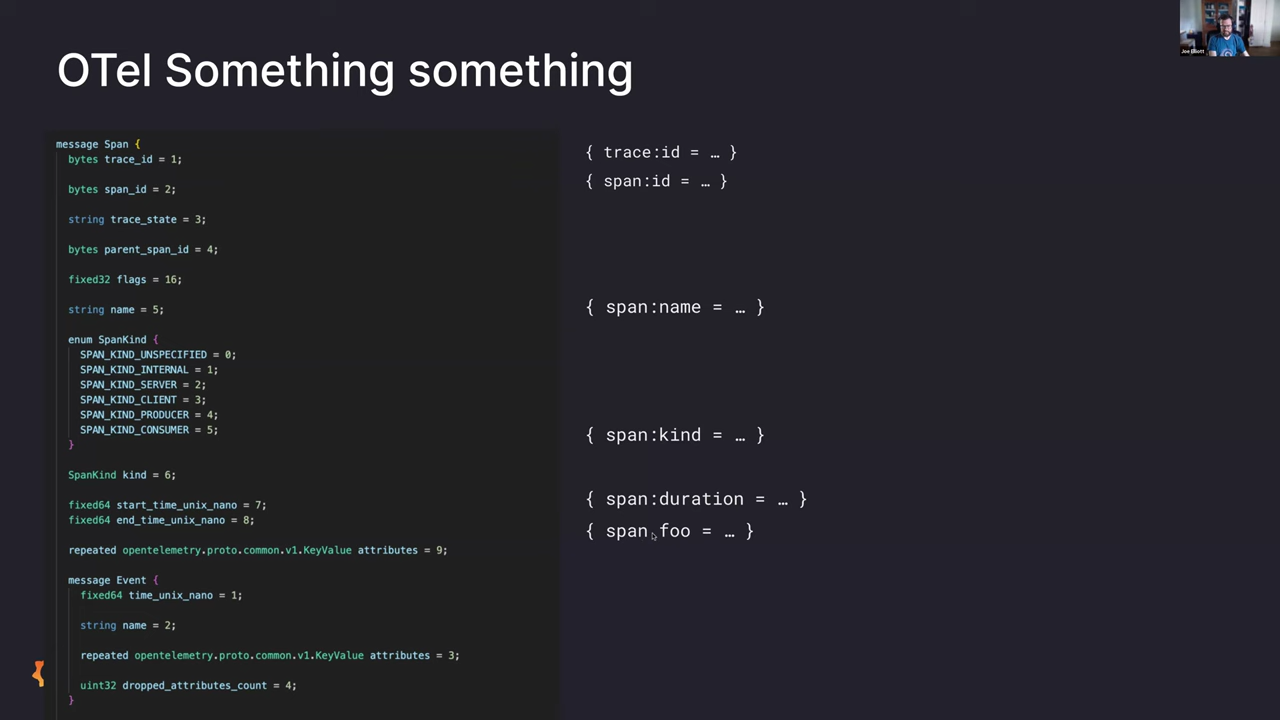 OTel Something something
message Span {
bytes trace_id = 1;
bytes span_id = 2;
string trace_state = 3;
bytes parent_span_id = 4;
fixed32 flags = 16;
string name = 5;
enum SpanKind {
SPAN_KIND_UNSPECIFIED = 0;
SPAN_KIND_INTERNAL = 1;
SPAN_KIND_SERVER = 2;
SPAN_KIND_CLIENT = 3;
SPAN_KIND_PRODUCER = 4;
SPAN_KIND_CONSUMER = 5;
}
SpanKind kind = 6;
fixed64 start_time_unix_nano = 7;
fixed64 end_time_unix_nano = 8;
repeated opentelemetry.proto.common.v1.KeyValue attributes = 9;
message Event {
fixed64 time_unix_nano = 1;
string name = 2;
repeated opentelemetry.proto.common.v1.KeyValue attributes = 3;
uint32 dropped_attributes_count = 4;
}
{ trace:id = … }
{ span:id = … }
{ span:name = … }
{ span:kind = … }
{ span:duration = … }
{ span.foo = … }
Joe Elliott